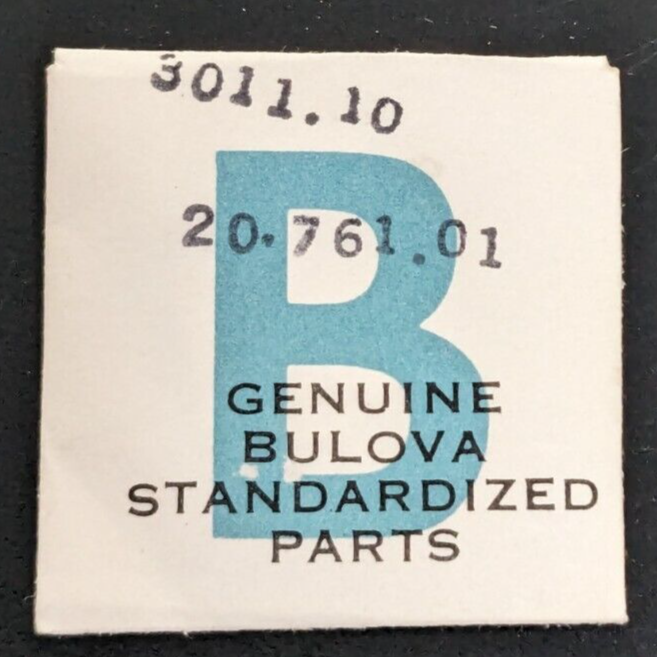 3011.10
20.761.01
B
GENUINE
BULOVA
STANDARDIZED
PARTS